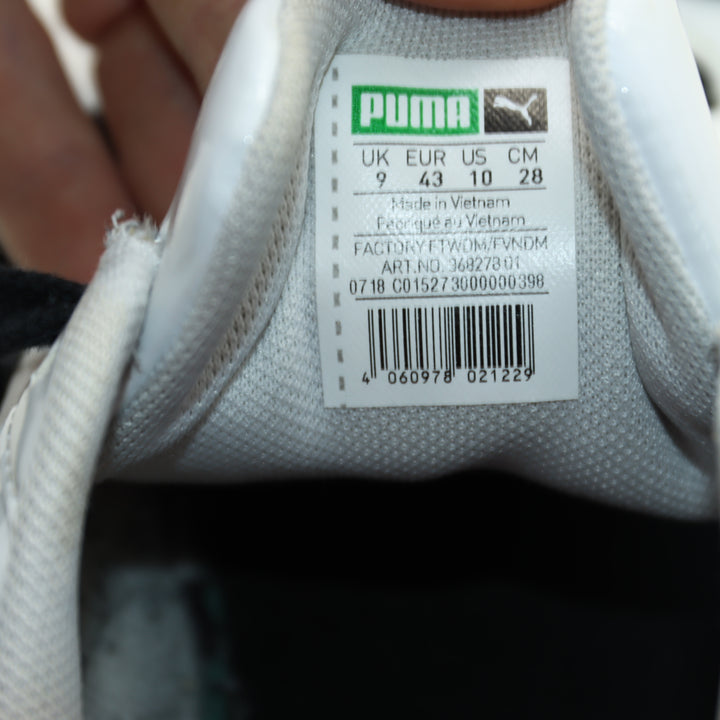 PUMA
UK EUR US CM
9 43 10 28
Made in Vietnam
Fabriqué au Vietnam
FACTORY FTWDM/FVNDM
ART.NO. 368278 01
0718 C015273000000398
4 060978 021229